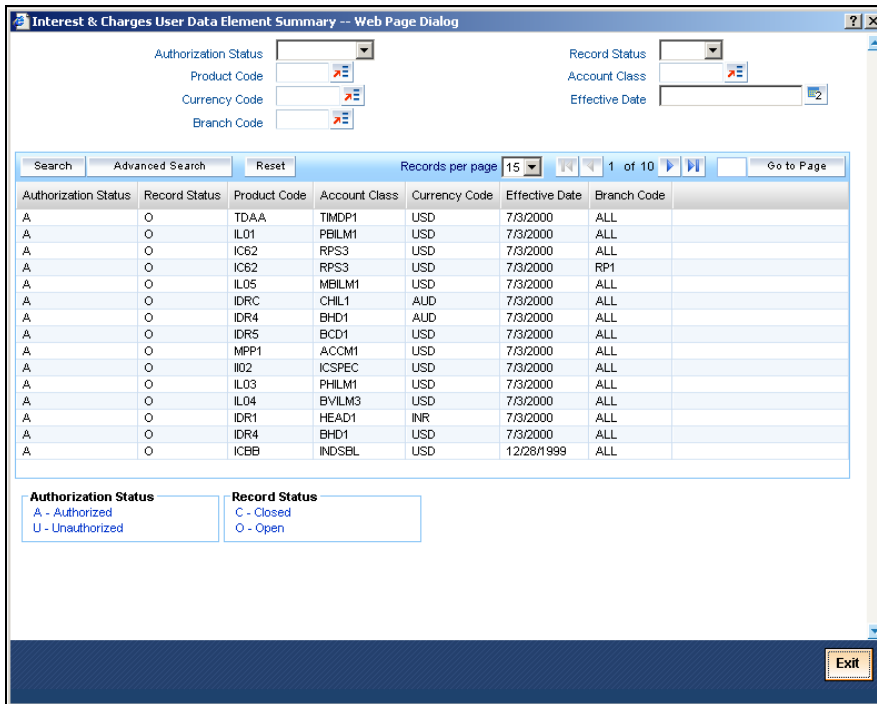 Interest & Charges User Data Element Summary -- Web Page Dialog
Authorization Status Record Status
Product Code Account Class
Currency Code Effective Date
Branch Code
Search Advanced Search Reset Records per page 15 1 of 10 Go to Page
Authorization Status Record Status Product Code Account Class Currency Code Effective Date Branch Code
A O TDAA TIMDP1 USD 7/3/2000 ALL
A O IL01 PBILM1 USD 7/3/2000 ALL
A O IC62 RPS3 USD 7/3/2000 ALL
A O IC62 RPS3 USD 7/3/2000 RP1
A O IL05 MBILM1 USD 7/3/2000 ALL
A O IDRC CHIL1 AUD 7/3/2000 ALL
A O IDR4 BHD1 AUD 7/3/2000 ALL
A O IDR5 BCD1 USD 7/3/2000 ALL
A O MPP1 ACCM1 USD 7/3/2000 ALL
A O II02 ICSPEC USD 7/3/2000 ALL
A O IL03 PHILM1 USD 7/3/2000 ALL
A O IL04 BVILM3 USD 7/3/2000 ALL
A O IDR1 HEAD1 INR 7/3/2000 ALL
A O IDR4 BHD1 USD 7/3/2000 ALL
A O ICBB INDSBL USD 12/28/1999 ALL
Authorization Status Record Status
A - Authorized C - Closed
U - Unauthorized O - Open
Exit